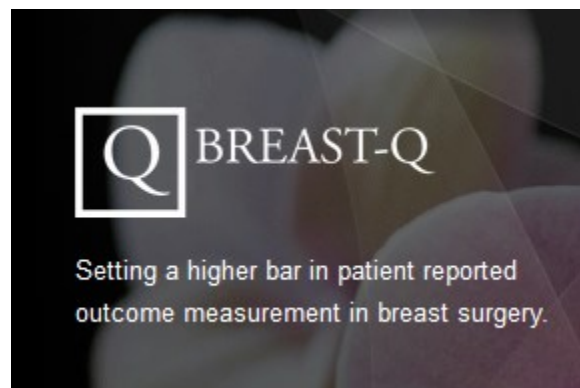 Q BREAST-Q
Setting a higher bar in patient reported
outcome measurement in breast surgery.